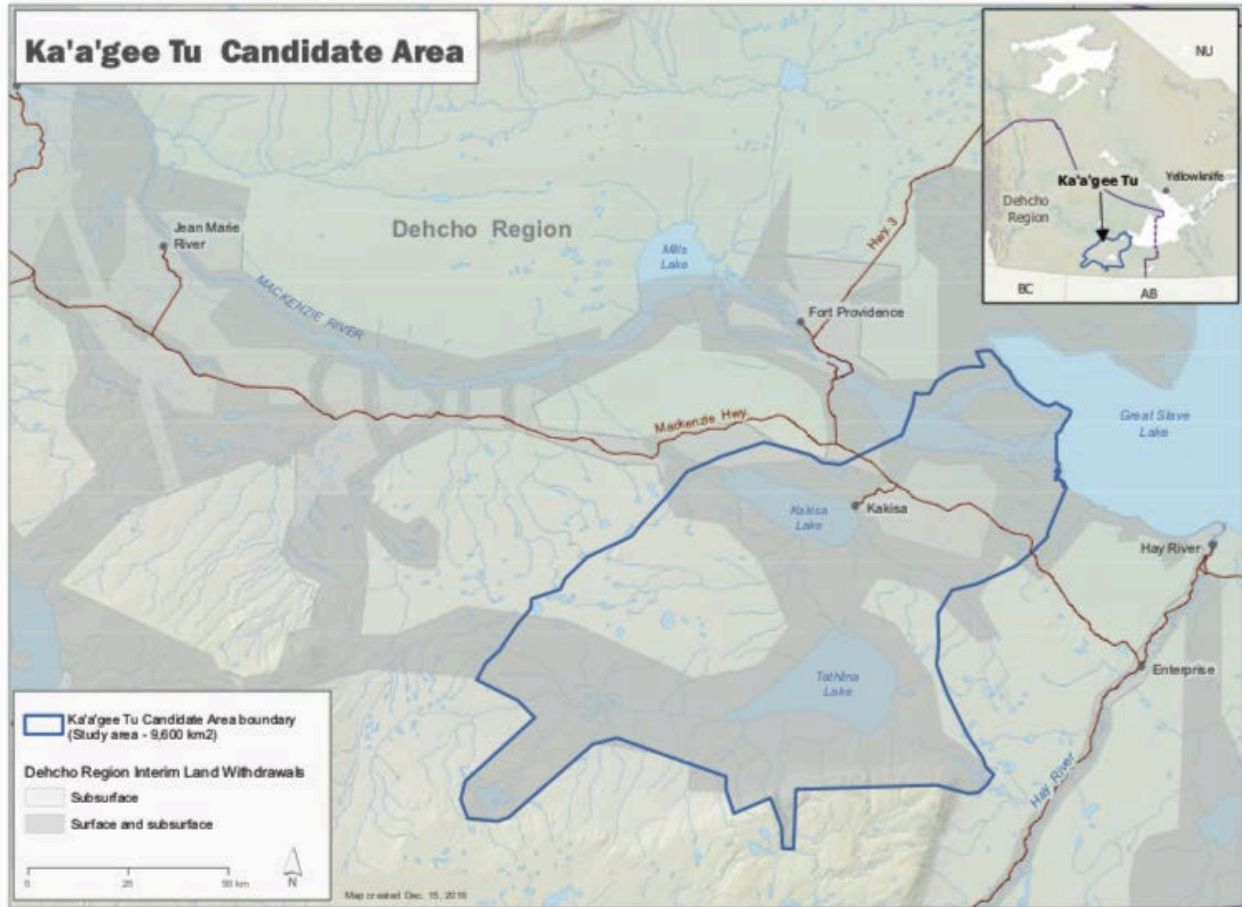 Ka'a'gee Tu Candidate Area
NU
Ka'a'gee Tu
Yellowknife
Dehcho
Region
BC
AB
Jean Marie
River
Dehcho Region
Mills
Lake
Hwy. 3
MACKENZIE RIVER
Fort Providence
Mackenzie Hwy.
Great Slave
Lake
Kakisa
Lake
Kakisa
Hay River
Enterprise
Tathlina
Lake
Hay River
Ka'a'gee Tu Candidate Area boundary
(Study area - 9,600 km2)
Dehcho Region Interim Land Withdrawals
Subsurface
Surface and subsurface
0 25 50 km
N
Map created Dec. 15, 2016